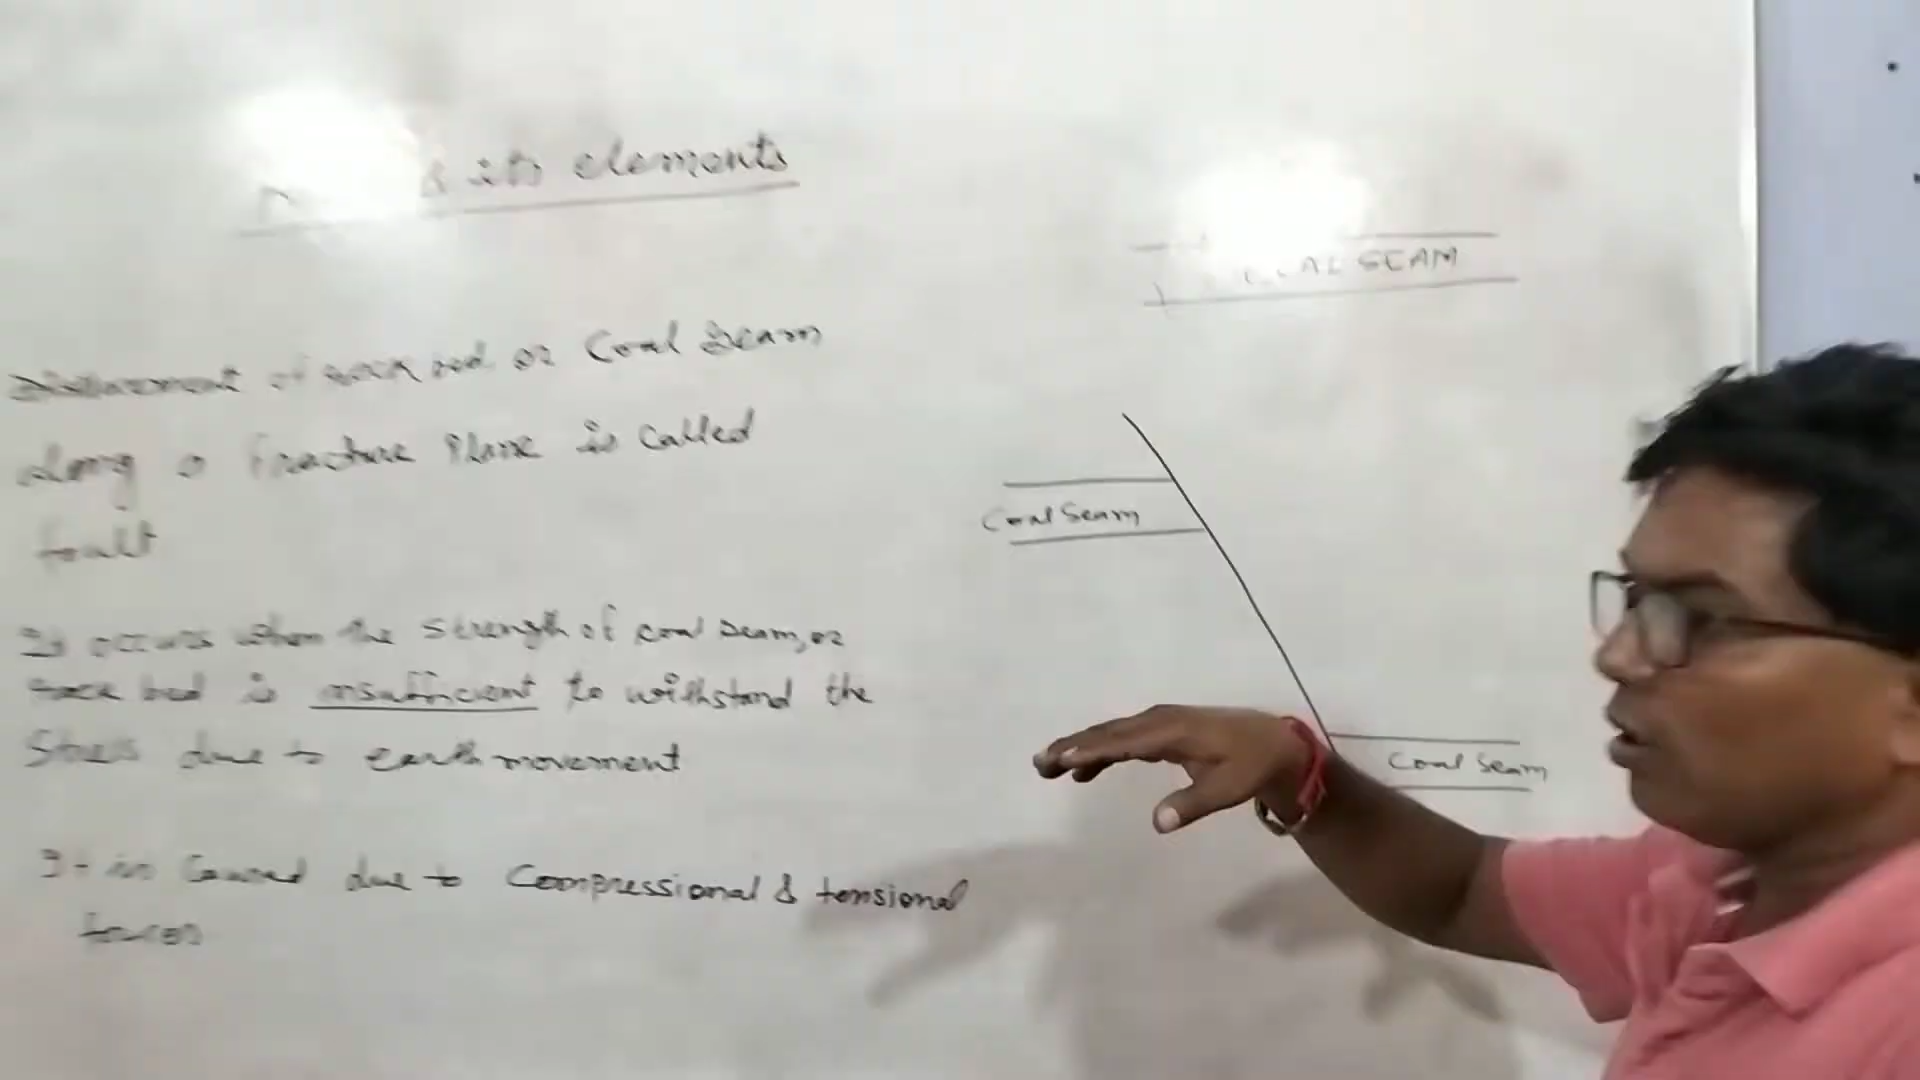 & its elements
of rock bed or Coal Seam
along a fracture Plane is called
fault
It occurs when the strength of coal seam, or
rock bed is insufficient to withstand the
Stress due to earth movement
It is Caused due to Compressional & tensional
forces
COAL SEAM
Coal Seam
Coal Seam